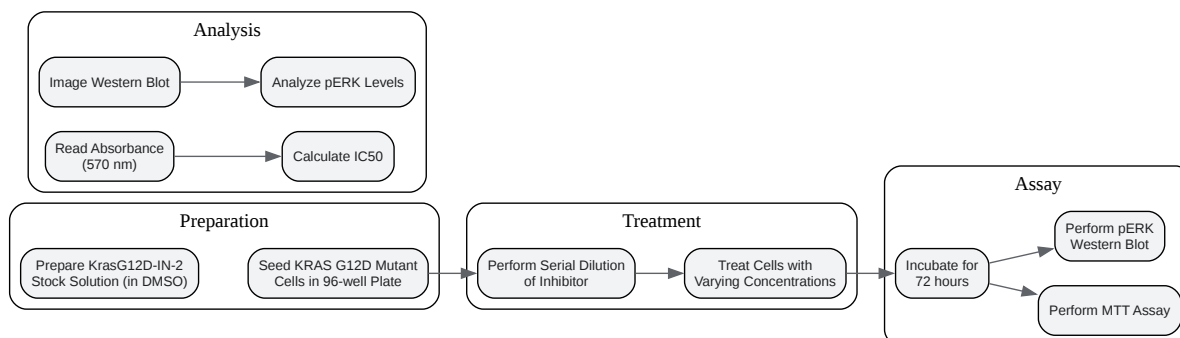 Analysis
Image Western Blot
Analyze pERK Levels
Read Absorbance
(570 nm)
Calculate IC50
Preparation
Prepare KrasG12D-IN-2
Stock Solution (in DMSO)
Seed KRAS G12D Mutant
Cells in 96-well Plate
Treatment
Perform Serial Dilution
of Inhibitor
Treat Cells with
Varying Concentrations
Assay
Incubate for
72 hours
Perform pERK
Western Blot
Perform MTT Assay